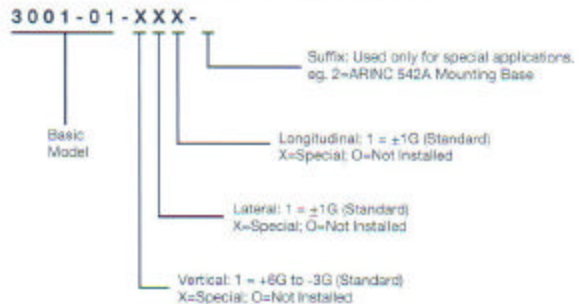 3001-01-XXX-
Suffix: Used only for special applications.
eg. 2=ARINC 542A Mounting Base
Basic
Model
Longitudinal: 1 = ±1G (Standard)
X=Special; O=Not Installed
Lateral: 1 = ±1G (Standard)
X=Special; O=Not Installed
Vertical: 1 = +6G to -3G (Standard)
X=Special; O=Not Installed